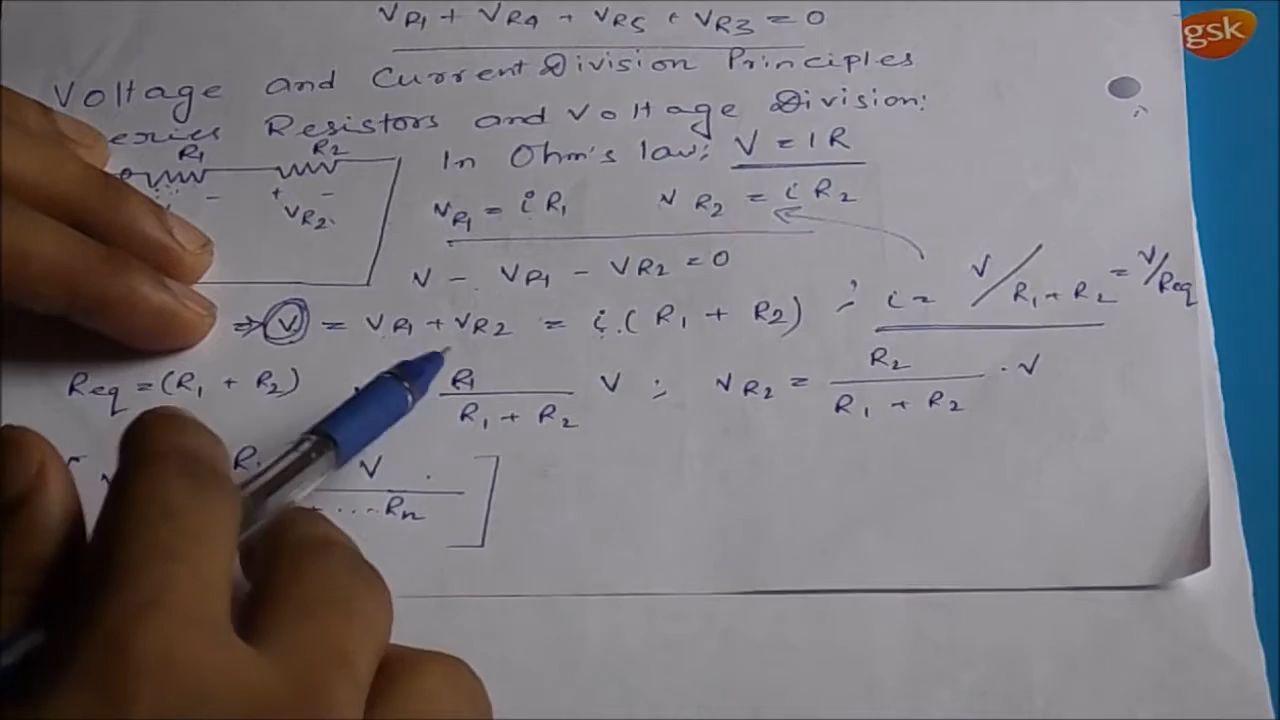 VR1 + VR4 + VR5 + VR3 = 0
gsk
Voltage and Current Division Principles
eries Resistors and Voltage Division:
R1 R2
In Ohm's law; V = IR
+ -
-
VR2
VR1 = iR1 VR2 = iR2
V - VR1 - VR2 = 0
⇒ V = VR1 + VR2 = i.(R1 + R2) ; i = V/R1 + R2 = V/Req
Req = (R1 + R2) R1/R1 + R2 V ; VR2 = R2/R1 + R2 . V
R V
+ ....Rn ]